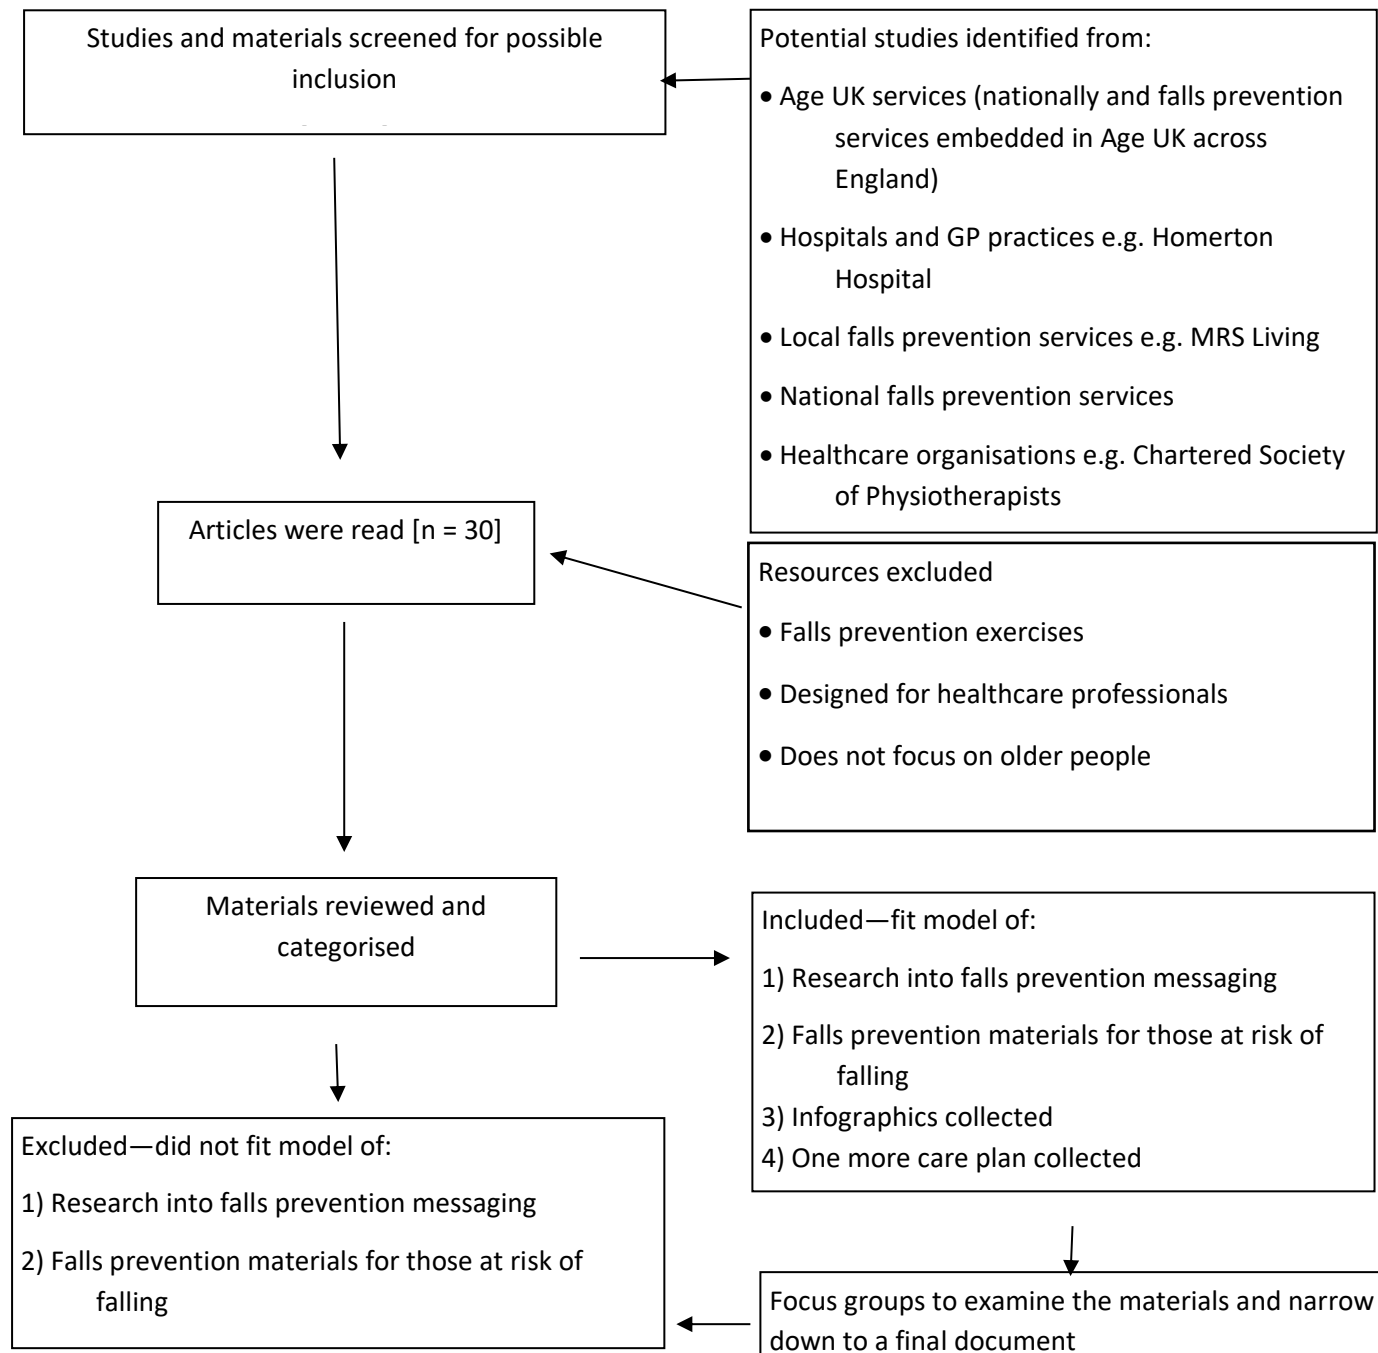 Studies and materials screened for possible
inclusion
Potential studies identified from:
• Age UK services (nationally and falls prevention
services embedded in Age UK across
England)
• Hospitals and GP practices e.g. Homerton
Hospital
• Local falls prevention services e.g. MRS Living
• National falls prevention services
• Healthcare organisations e.g. Chartered Society
of Physiotherapists
Articles were read [n = 30]
Resources excluded
• Falls prevention exercises
• Designed for healthcare professionals
• Does not focus on older people
Materials reviewed and
categorised
Included—fit model of:
1) Research into falls prevention messaging
2) Falls prevention materials for those at risk of
falling
3) Infographics collected
4) One more care plan collected
Excluded—did not fit model of:
1) Research into falls prevention messaging
2) Falls prevention materials for those at risk of
falling
Focus groups to examine the materials and narrow
down to a final document